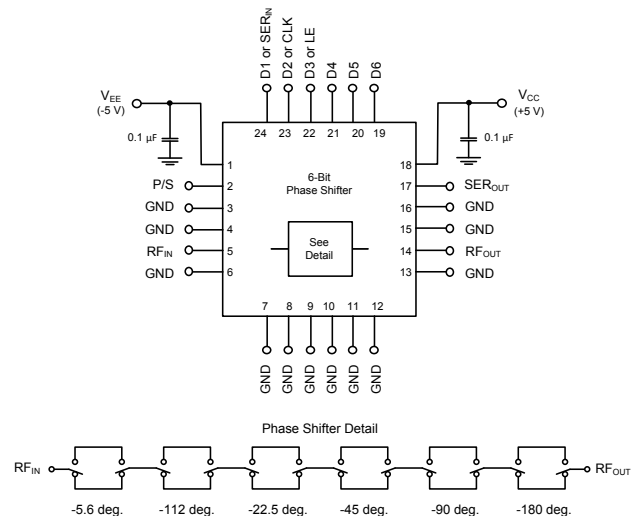 D1 or SERIN
D2 or CLK
D3 or LE
D4
D5
D6
VEE
(-5 V)
VCC
(+5 V)
0.1 µF
0.1 µF
24 23 22 21 20 19
1
18
6-Bit
Phase Shifter
P/S 2
17 SEROUT
GND 3
16 GND
GND 4
15 GND
See
Detail
RFIN 5
14 RFOUT
GND 6
13 GND
7 8 9 10 11 12
GND
GND
GND
GND
GND
GND
Phase Shifter Detail
RFIN
RFOUT
-5.6 deg. -112 deg. -22.5 deg. -45 deg. -90 deg. -180 deg.